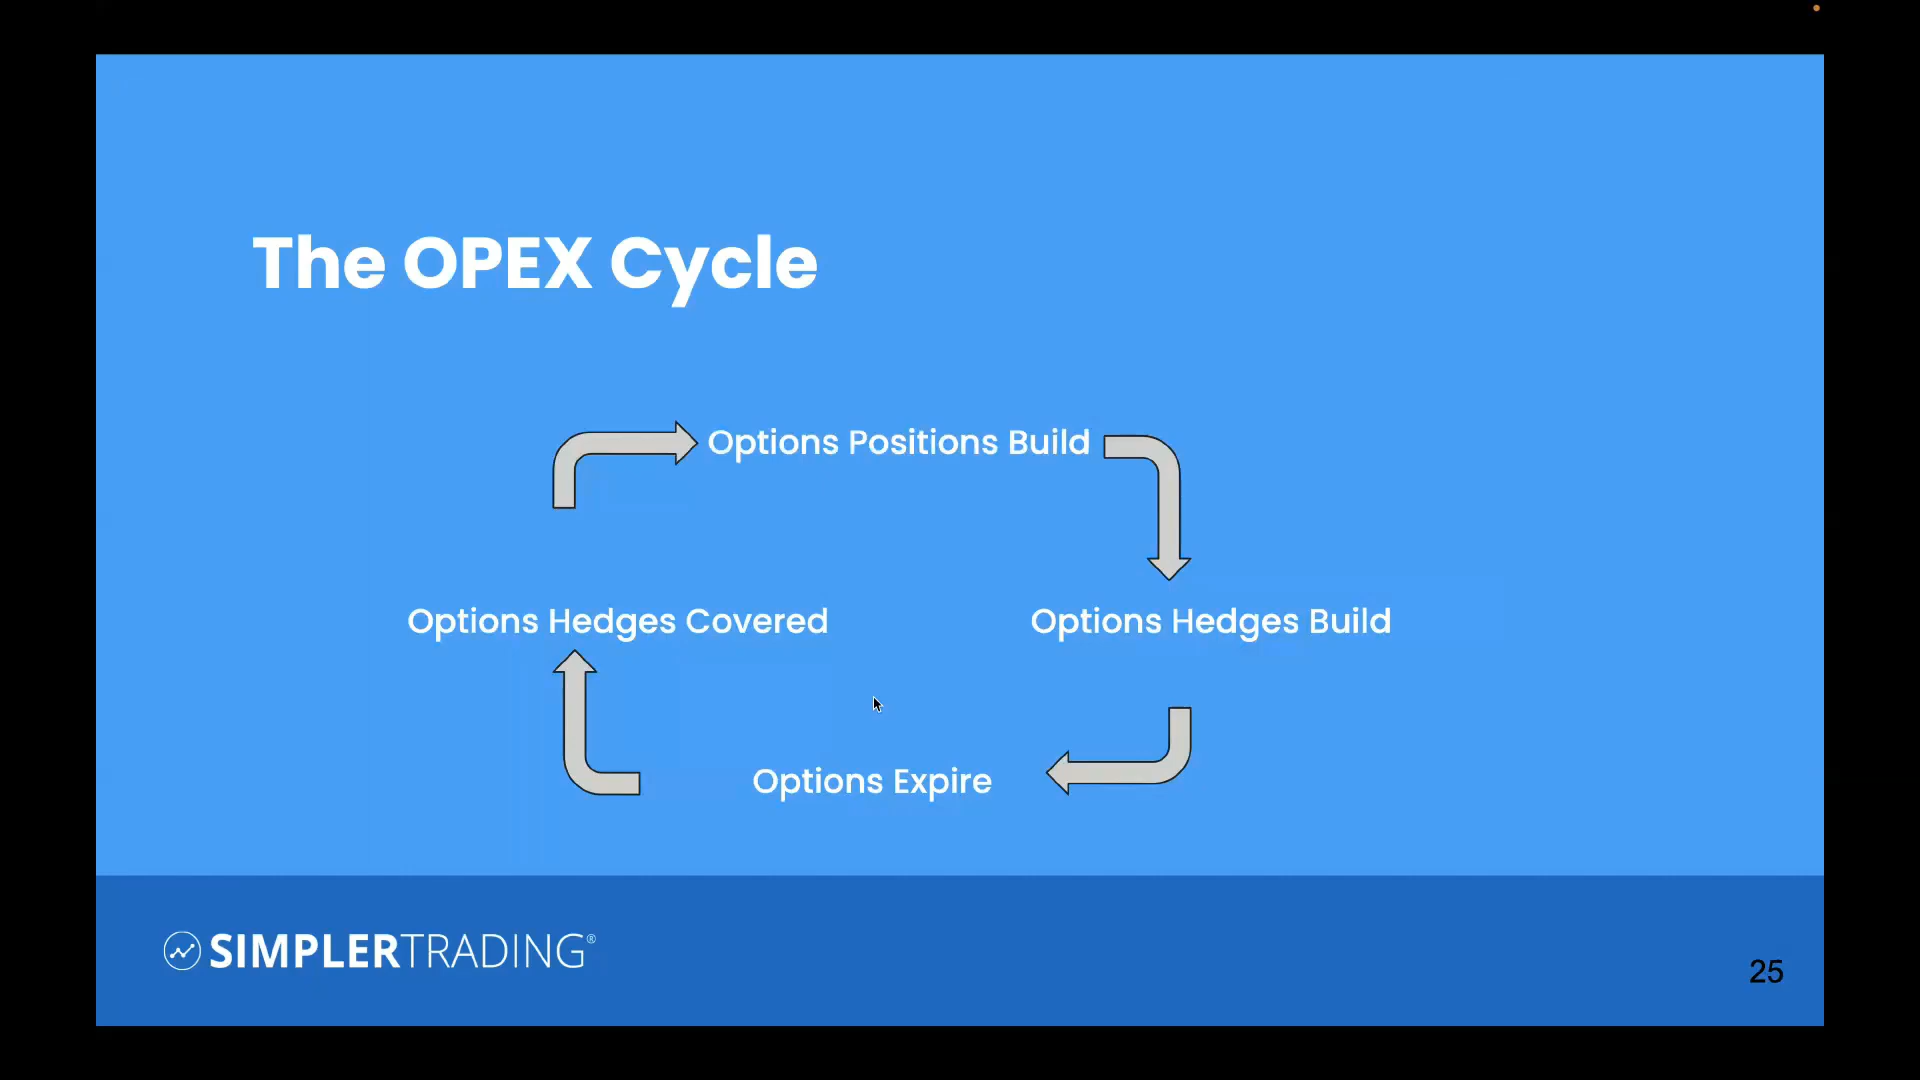 The OPEX Cycle
Options Positions Build
Options Hedges Covered
Options Hedges Build
Options Expire
SIMPLERTRADING®
25